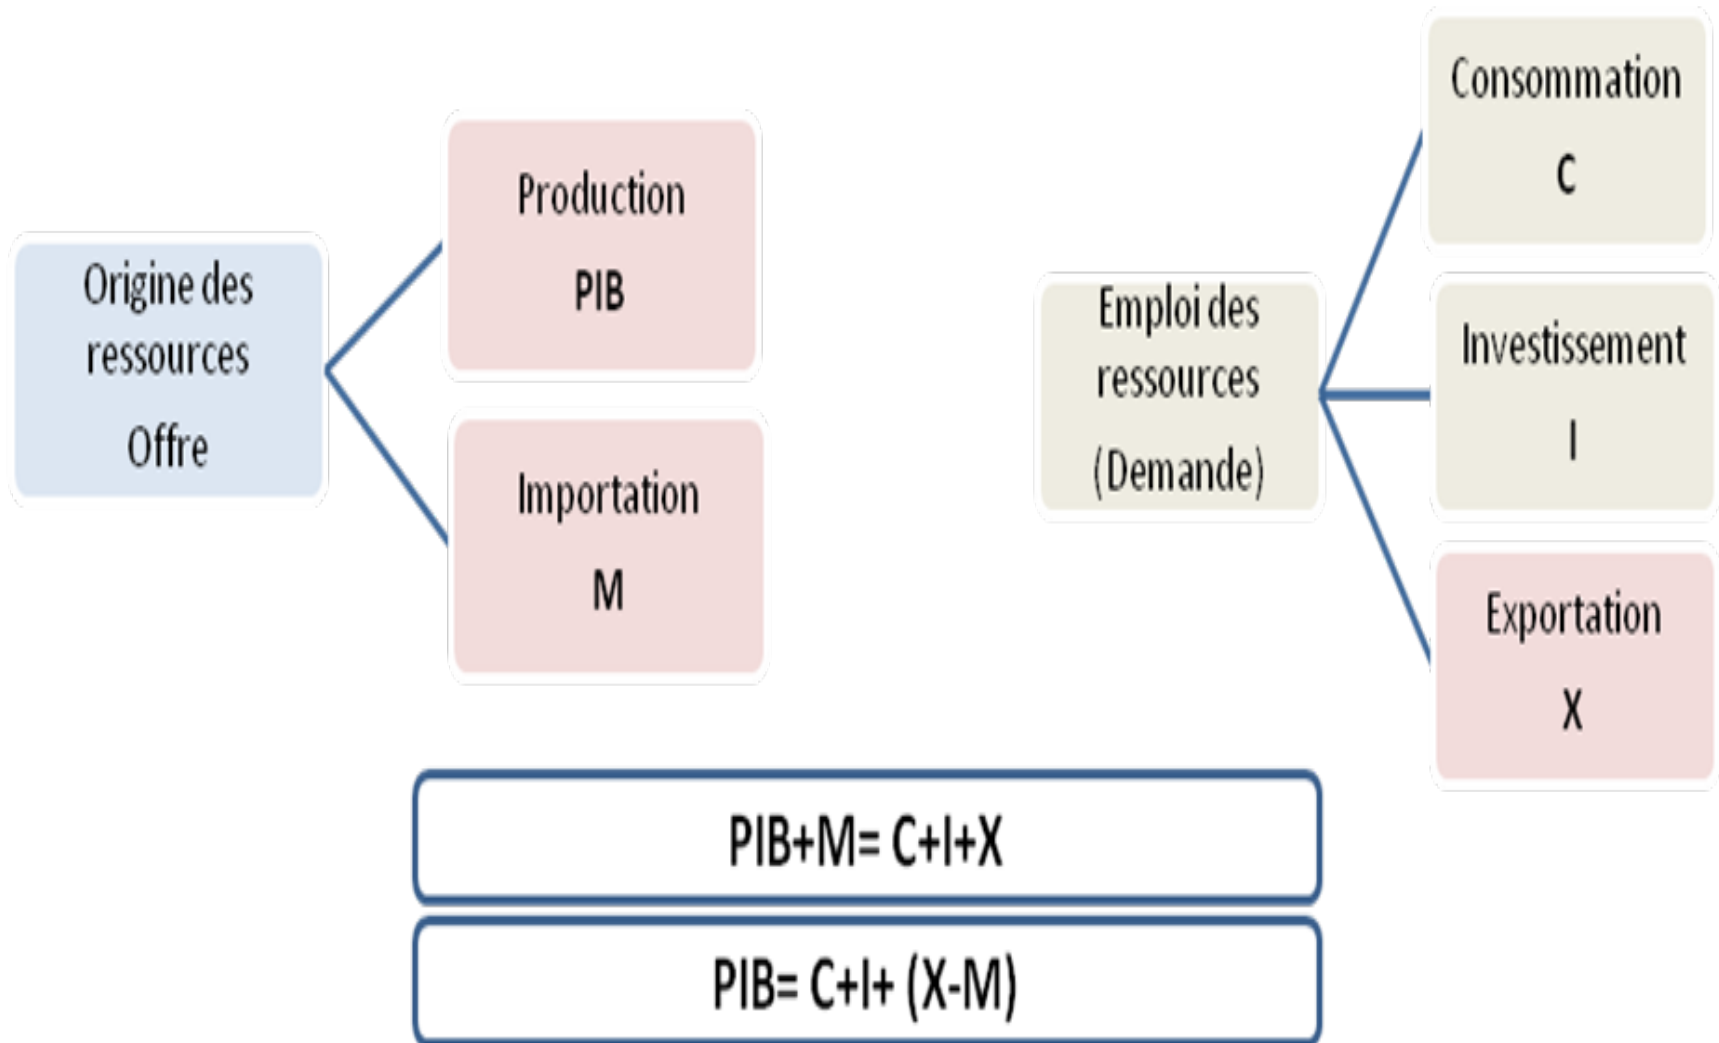 Origine des
ressources
Offre
Production
PIB
Importation
M
Emploi des
ressources
(Demande)
Consommation
C
Investissement
I
Exportation
X
PIB+M= C+I+X
PIB= C+I+ (X-M)